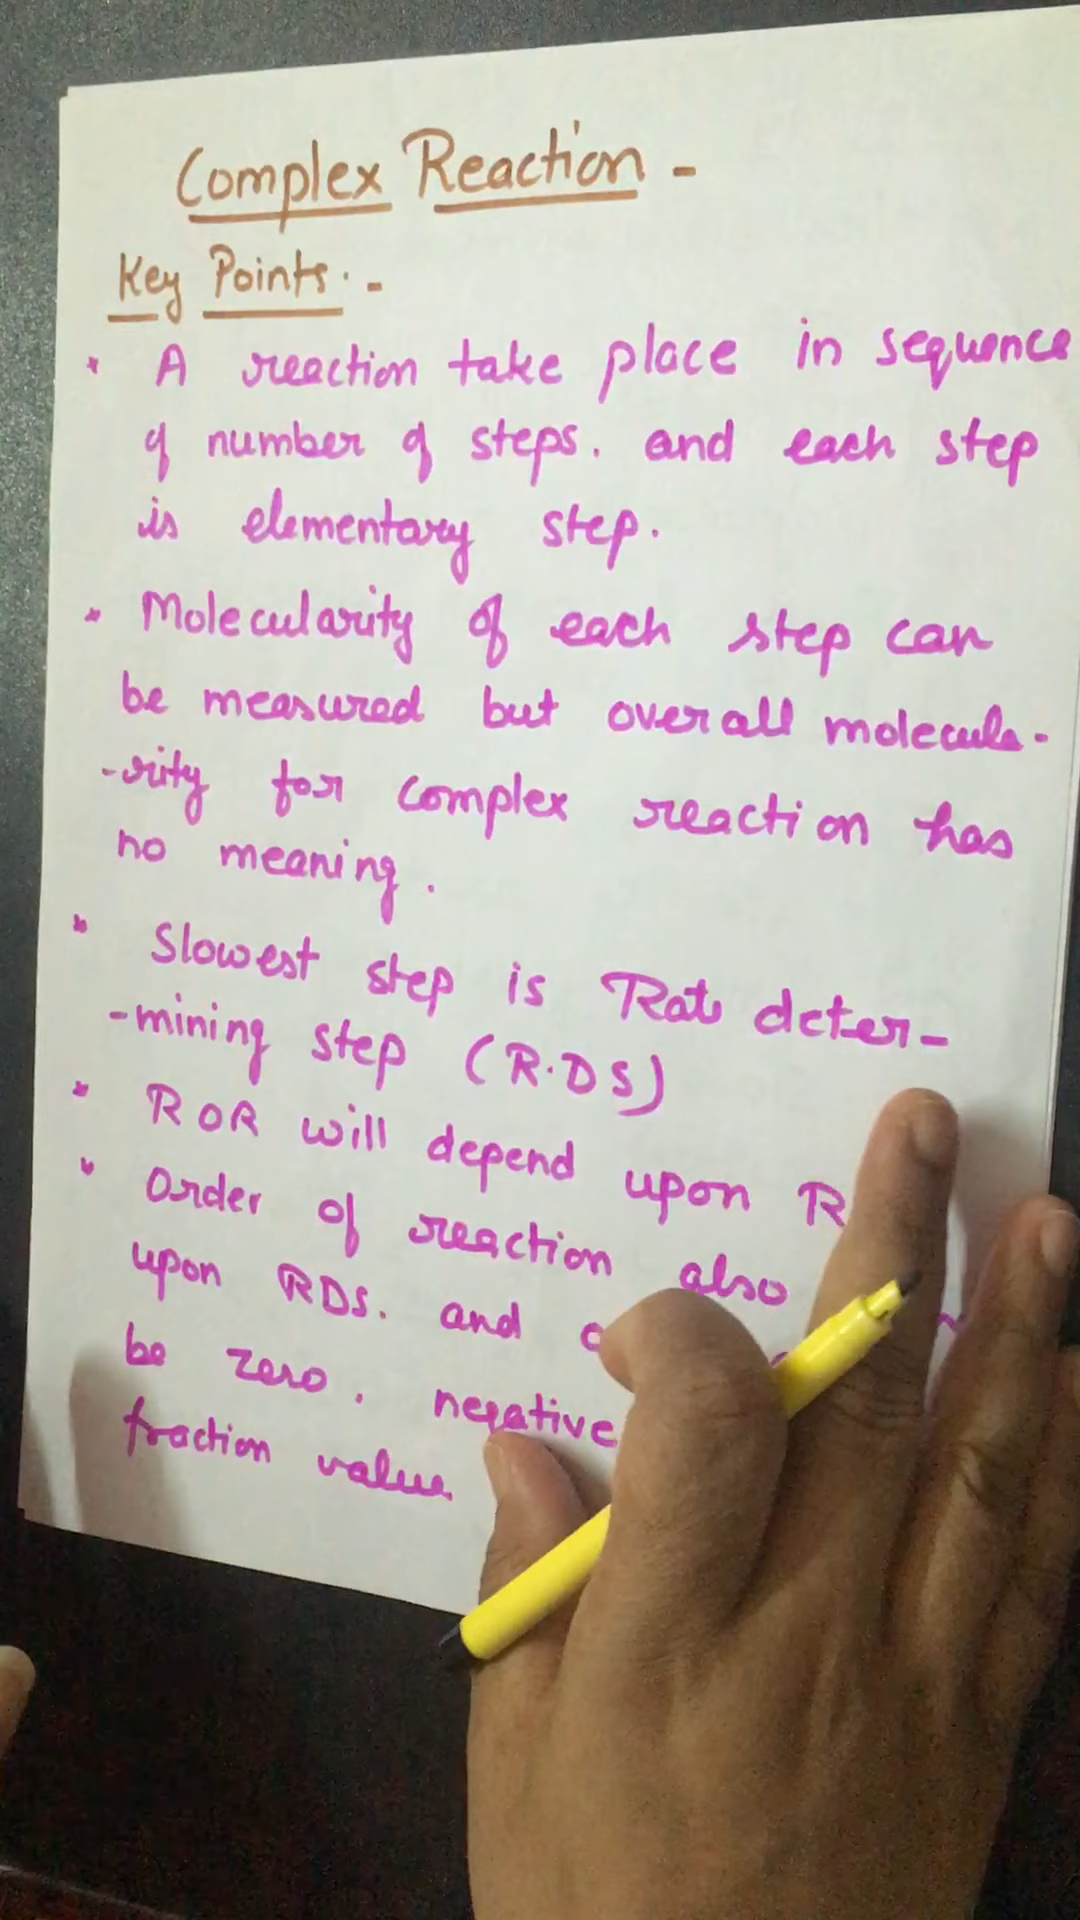 Complex Reaction -
Key Points. -
* A reaction take place in sequence
of number of steps. and each step
is elementary step.
* Molecularity of each step can
be measured but overall molecula-
-rity for complex reaction has
no meaning.
* Slowest step is Rate deter-
-mining step (R.DS)
* ROR will depend upon
* Order of reaction also
upon RDS. and
be zero, negative
fraction value